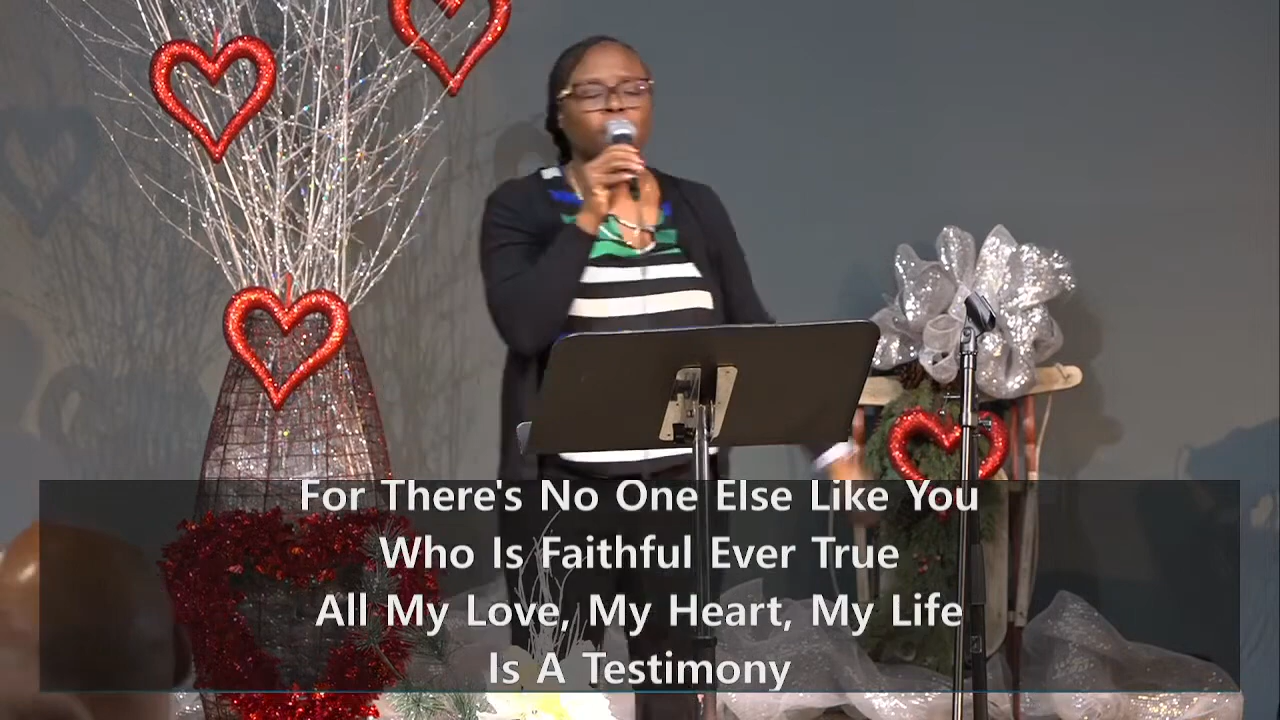 For There's No One Else Like You
Who Is Faithful Ever True
All My Love, My Heart, My Life
Is A Testimony